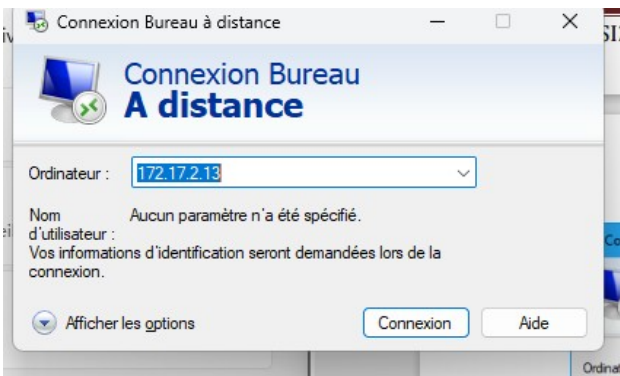 Connexion Bureau à distance
Connexion Bureau
A distance
Ordinateur :
172.17.2.13
Nom
d'utilisateur :
Aucun paramètre n'a été spécifié.
Vos informations d'identification seront demandées lors de la
connexion.
Afficher les options
Connexion
Aide